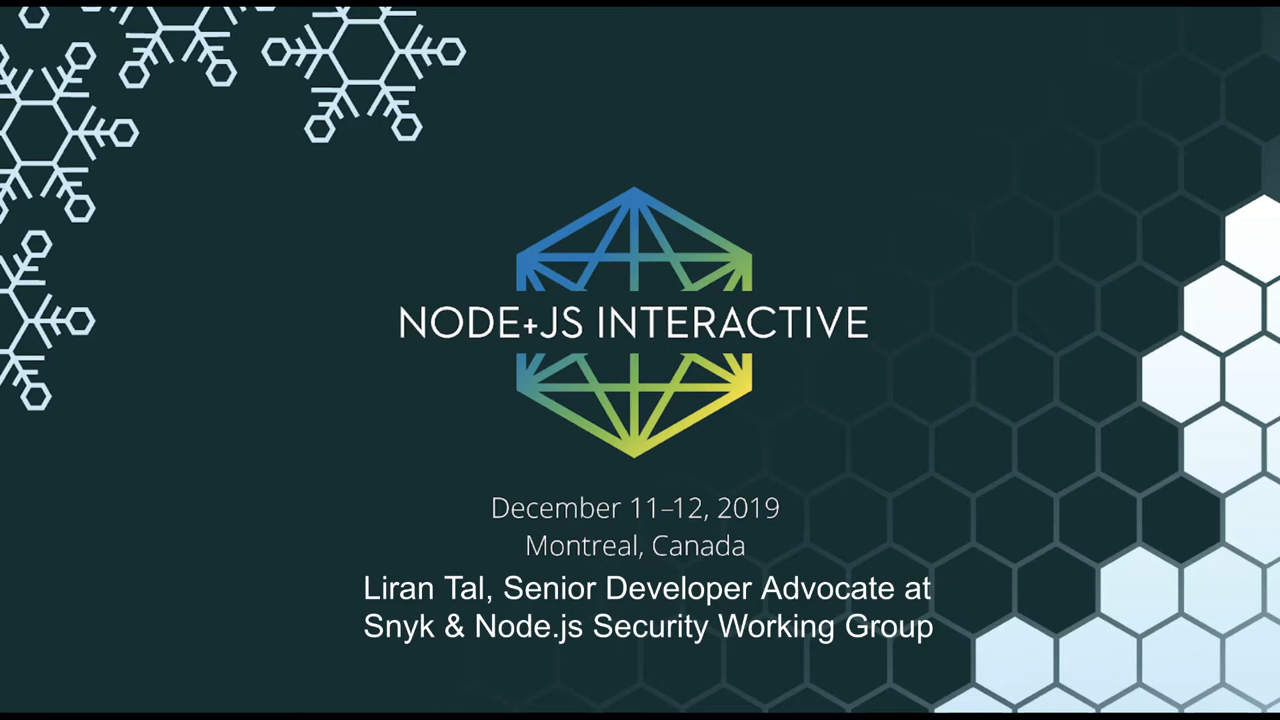 NODE+JS INTERACTIVE
December 11–12, 2019
Montreal, Canada
Liran Tal, Senior Developer Advocate at
Snyk & Node.js Security Working Group